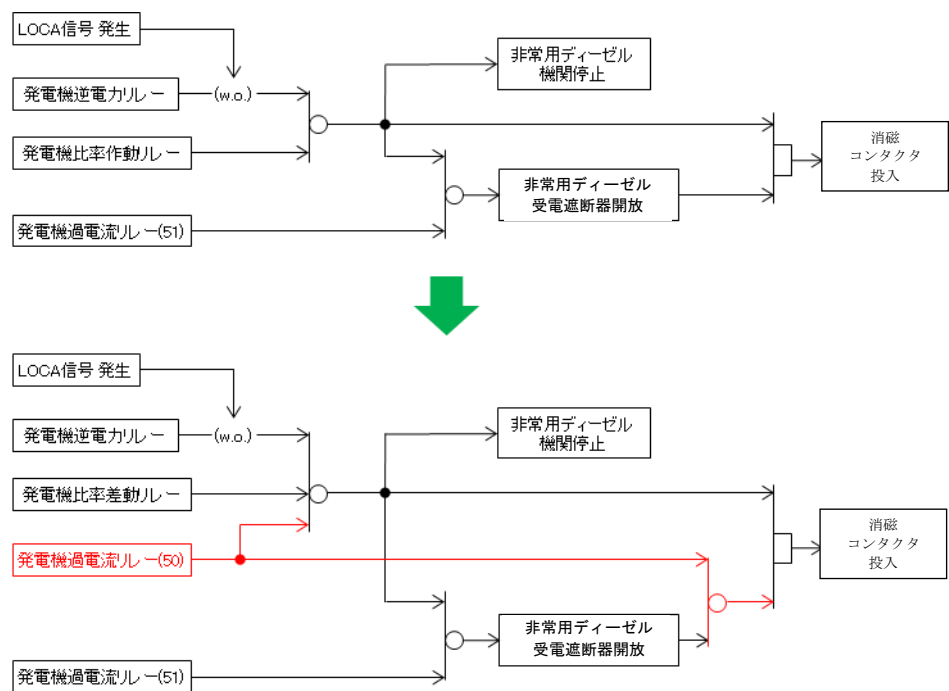 LOCA信号 発生
非常用ディーゼル
機関停止
発電機逆電力リレー
(w.o.)
発電機比率作動リレー
消磁
コンタクタ
投入
非常用ディーゼル
受電遮断器開放
発電機過電流リレー(51)
LOCA信号 発生
非常用ディーゼル
機関停止
発電機逆電力リレー
(w.o.)
発電機比率差動リレー
発電機過電流リレー(50)
消磁
コンタクタ
投入
非常用ディーゼル
受電遮断器開放
発電機過電流リレー(51)